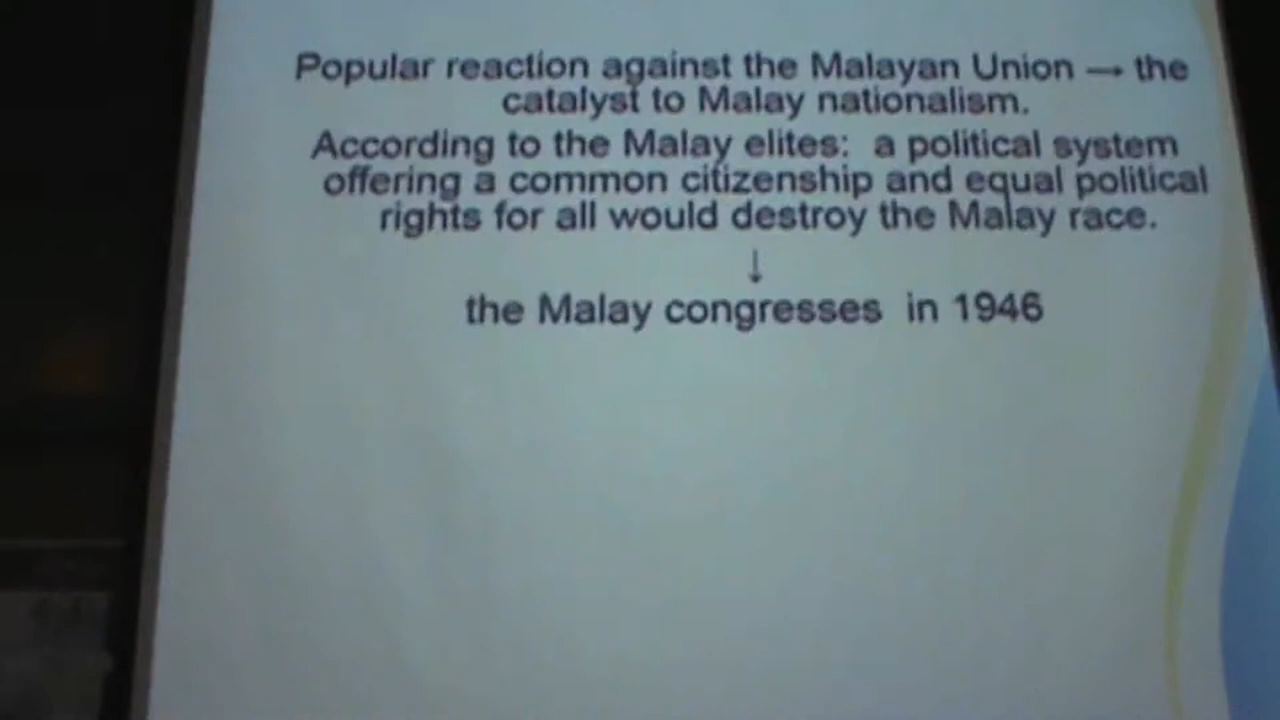 Popular reaction against the Malayan Union → the
catalyst to Malay nationalism.
According to the Malay elites: a political system
offering a common citizenship and equal political
rights for all would destroy the Malay race.
↓
the Malay congresses in 1946